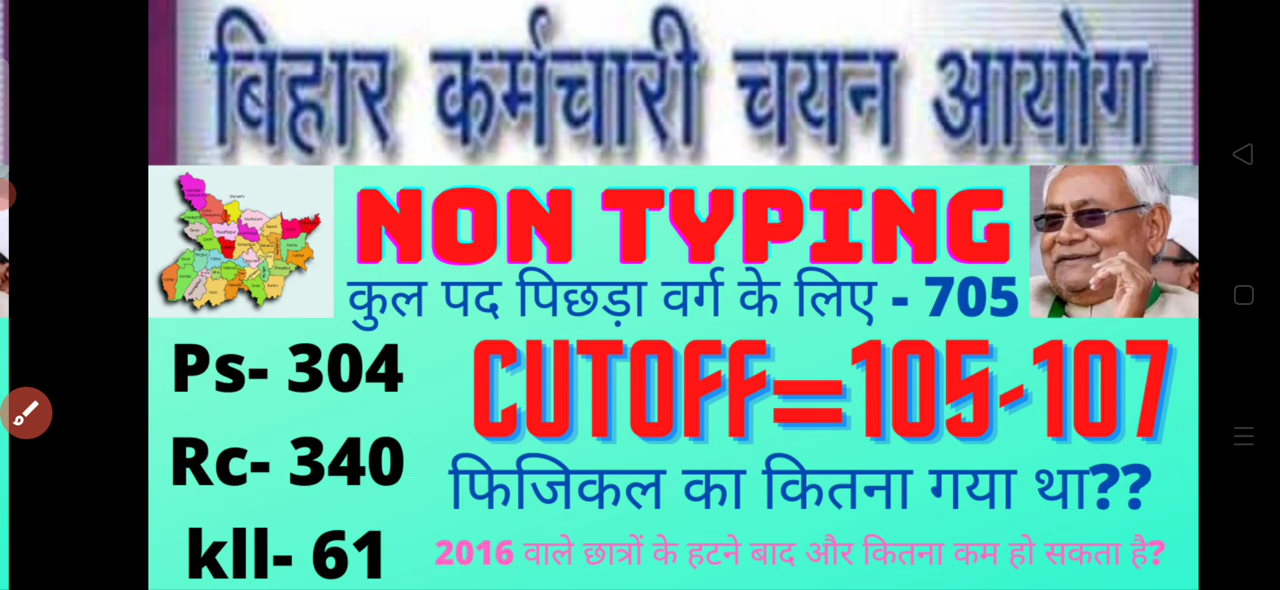 बिहार कर्मचारी चयन आयोग
NON TYPING
कुल पद पिछड़ा वर्ग के लिए - 705
Ps- 304
CUTOFF=105-107
Rc- 340
फिजिकल का कितना गया था??
kll- 61
2016 वाले छात्रों के हटने बाद और कितना कम हो सकता है?